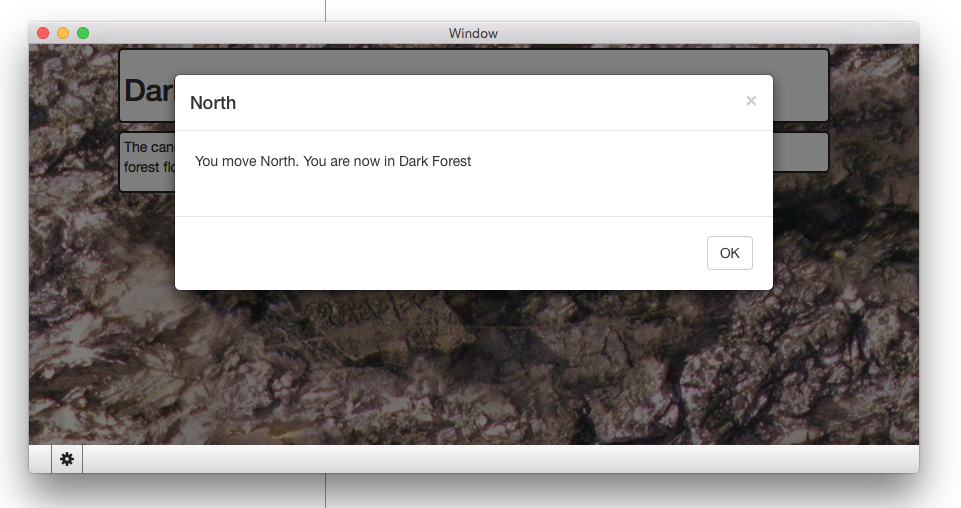 Window
Dar
North
×
The can
forest flo
You move North. You are now in Dark Forest
OK